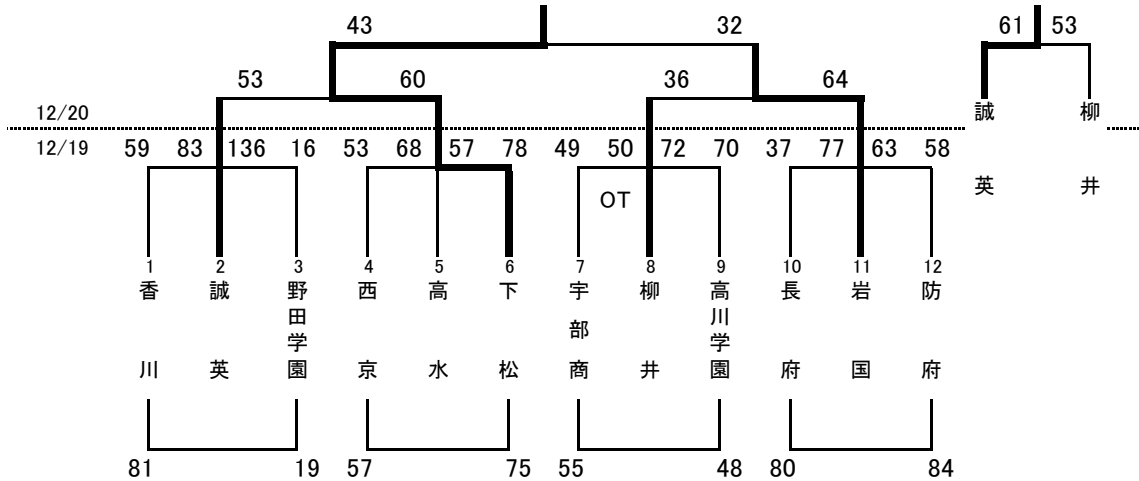 43 32 61 53
53 60 36 64
12/20
誠英 柳井
12/19 59 83 136 16 53 68 57 78 49 50 72 70 37 77 63 58
OT
1 2 3 4 5 6 7 8 9 10 11 12
香川 誠英 野田学園 西京 高水 下松 宇部商 柳井 高川学園 長府 岩国 防府
81 19 57 75 55 48 80 84